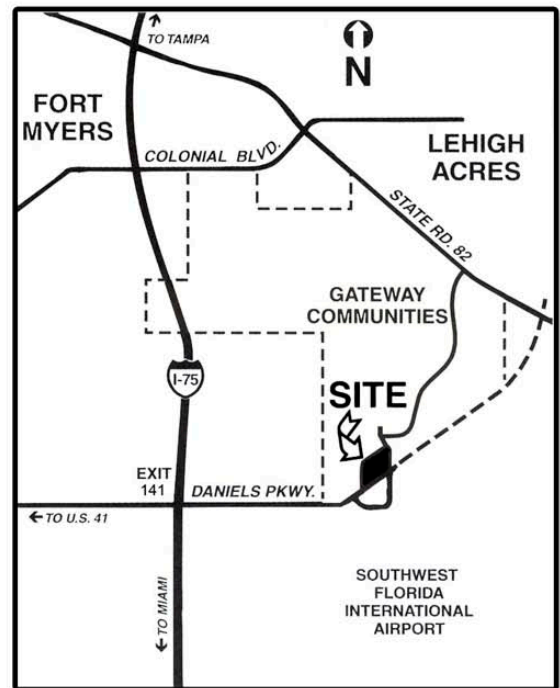 TO TAMPA
N
FORT
MYERS
COLONIAL BLVD.
LEHIGH
ACRES
STATE RD. 82
GATEWAY
COMMUNITIES
I-75
SITE
EXIT
141
DANIELS PKWY.
←TO U.S. 41
←TO MIAMI
SOUTHWEST
FLORIDA
INTERNATIONAL
AIRPORT